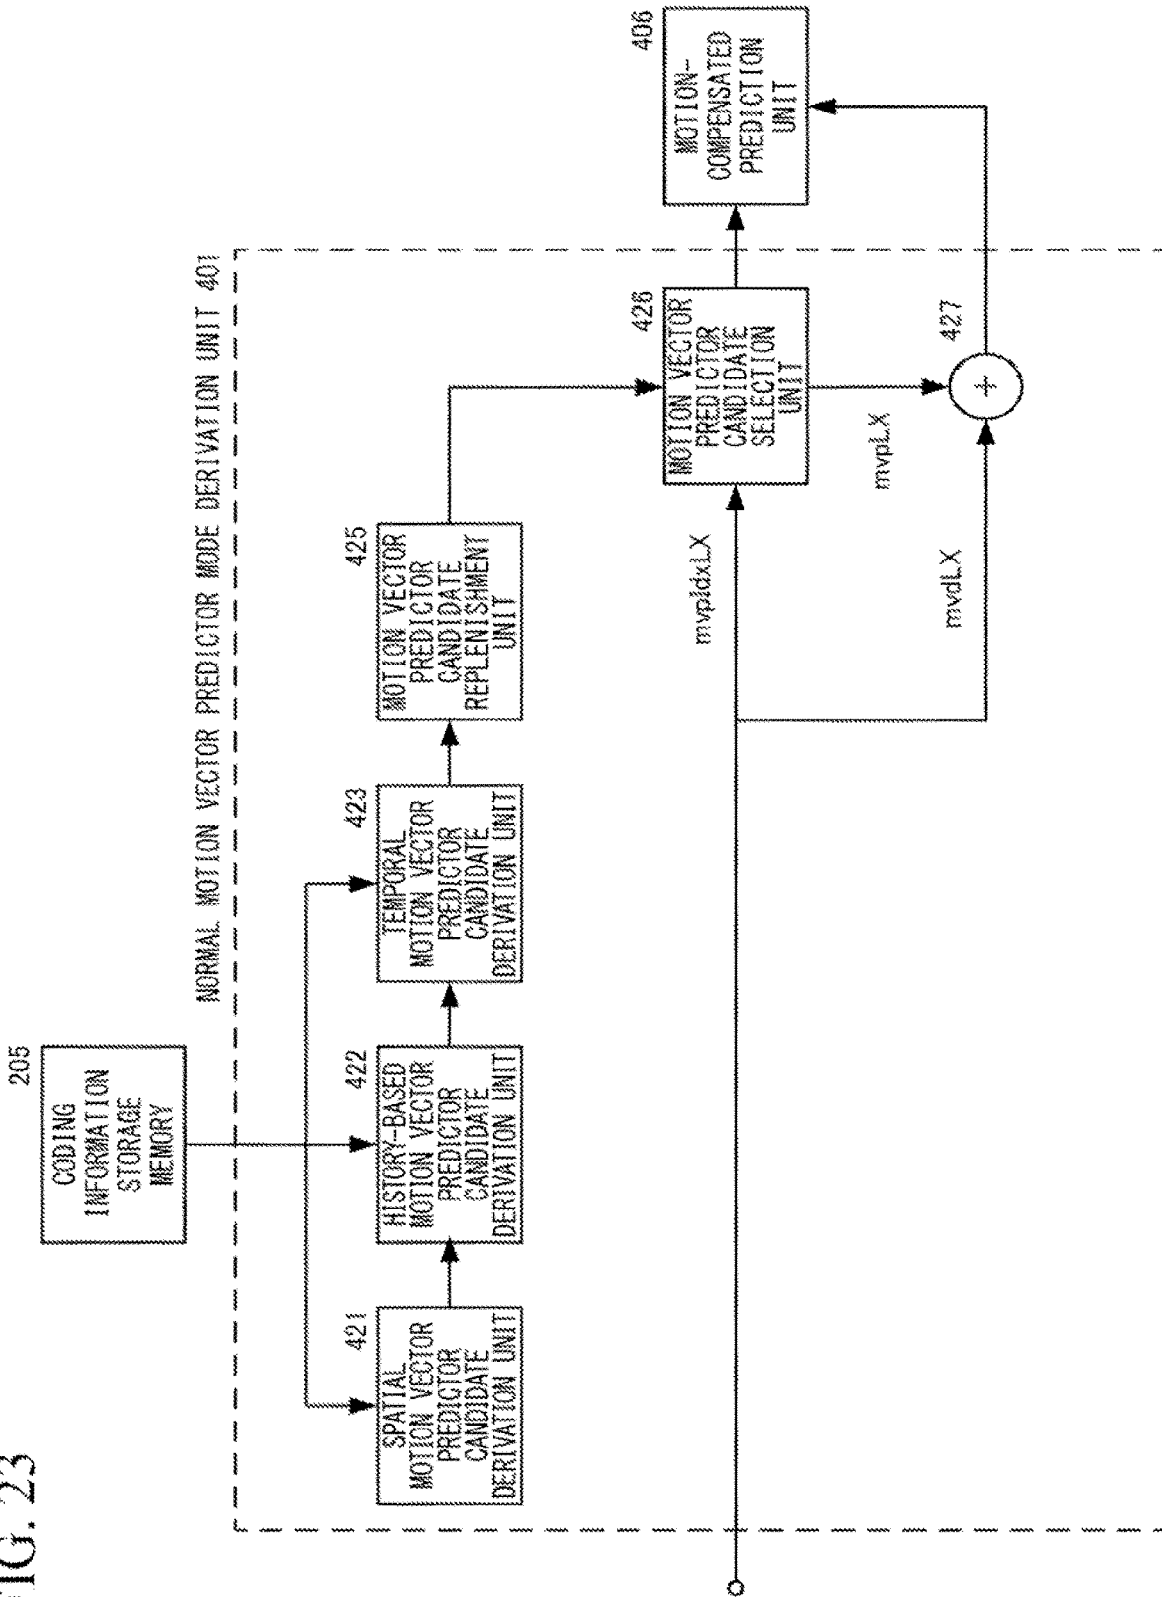 FIG. 23
205
CODING
INFORMATION
STORAGE
MEMORY
NORMAL MOTION VECTOR PREDICTOR MODE DERIVATION UNIT 401
421
SPATIAL
MOTION VECTOR
PREDICTOR
CANDIDATE
DERIVATION UNIT
422
HISTORY-BASED
MOTION VECTOR
PREDICTOR
CANDIDATE
DERIVATION UNIT
423
TEMPORAL
MOTION VECTOR
PREDICTOR
CANDIDATE
DERIVATION UNIT
425
MOTION VECTOR
PREDICTOR
CANDIDATE
REPLENISHMENT
UNIT
426
MOTION VECTOR
PREDICTOR
CANDIDATE
SELECTION
UNIT
406
MOTION-
COMPENSATED
PREDICTION
UNIT
mvpIdxLX
mvpLX
mvdLX
427
+